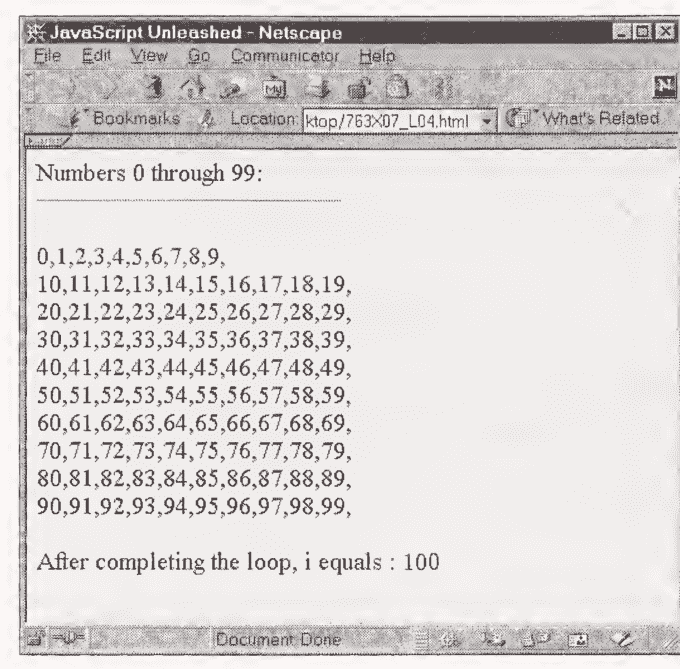 JavaScript Unleashed - Netscape
File Edit View Go Communicator Help
My N
Bookmarks Location: ktop/763X07_L04.html What's Related
Numbers 0 through 99:
0,1,2,3,4,5,6,7,8,9,
10,11,12,13,14,15,16,17,18,19,
20,21,22,23,24,25,26,27,28,29,
30,31,32,33,34,35,36,37,38,39,
40,41,42,43,44,45,46,47,48,49,
50,51,52,53,54,55,56,57,58,59,
60,61,62,63,64,65,66,67,68,69,
70,71,72,73,74,75,76,77,78,79,
80,81,82,83,84,85,86,87,88,89,
90,91,92,93,94,95,96,97,98,99,
After completing the loop, i equals : 100
Document: Done